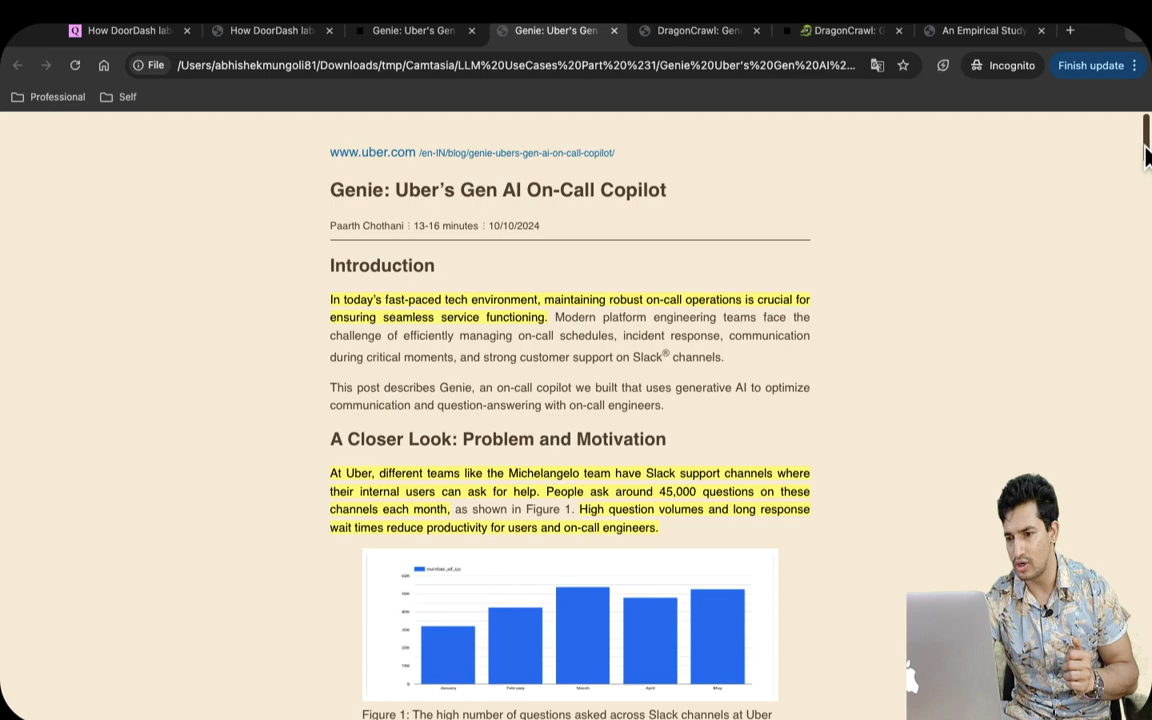 How DoorDash lab
How DoorDash lab
Genie: Uber's Gen
Genie: Uber's Gen
DragonCrawl: Gen
DragonCrawl: G
An Empirical Study
File
/Users/abhishekmungoli81/Downloads/tmp/Camtasia/LLM%20UseCases%20Part%20%231/Genie%20Uber's%20Gen%20AI%2...
Incognito
Finish update
Professional
Self
www.uber.com /en-IN/blog/genie-ubers-gen-ai-on-call-copilot/
Genie: Uber's Gen AI On-Call Copilot
Paarth Chothani ⋮ 13-16 minutes ⋮ 10/10/2024
Introduction
In today's fast-paced tech environment, maintaining robust on-call operations is crucial for
ensuring seamless service functioning. Modern platform engineering teams face the
challenge of efficiently managing on-call schedules, incident response, communication
during critical moments, and strong customer support on Slack® channels.
This post describes Genie, an on-call copilot we built that uses generative AI to optimize
communication and question-answering with on-call engineers.
A Closer Look: Problem and Motivation
At Uber, different teams like the Michelangelo team have Slack support channels where
their internal users can ask for help. People ask around 45,000 questions on these
channels each month, as shown in Figure 1. High question volumes and long response
wait times reduce productivity for users and on-call engineers.
January
February
March
April
May
Figure 1: The high number of questions asked across Slack channels at Uber